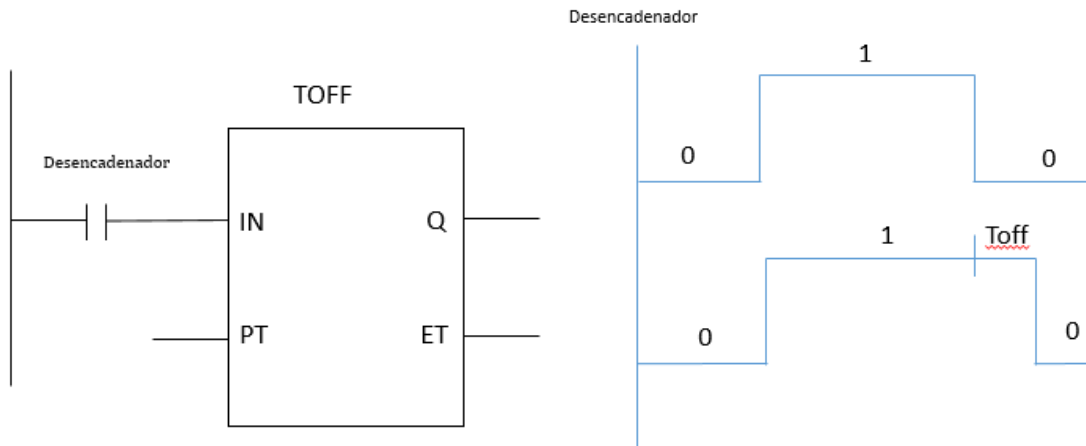 TOFF
Desencadenador
IN
Q
PT
ET
Desencadenador
1
0
0
1
Toff
0
0